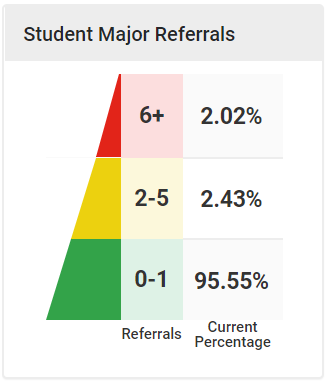 Student Major Referrals
6+ 2.02%
2-5 2.43%
0-1 95.55%
Referrals Current
Percentage